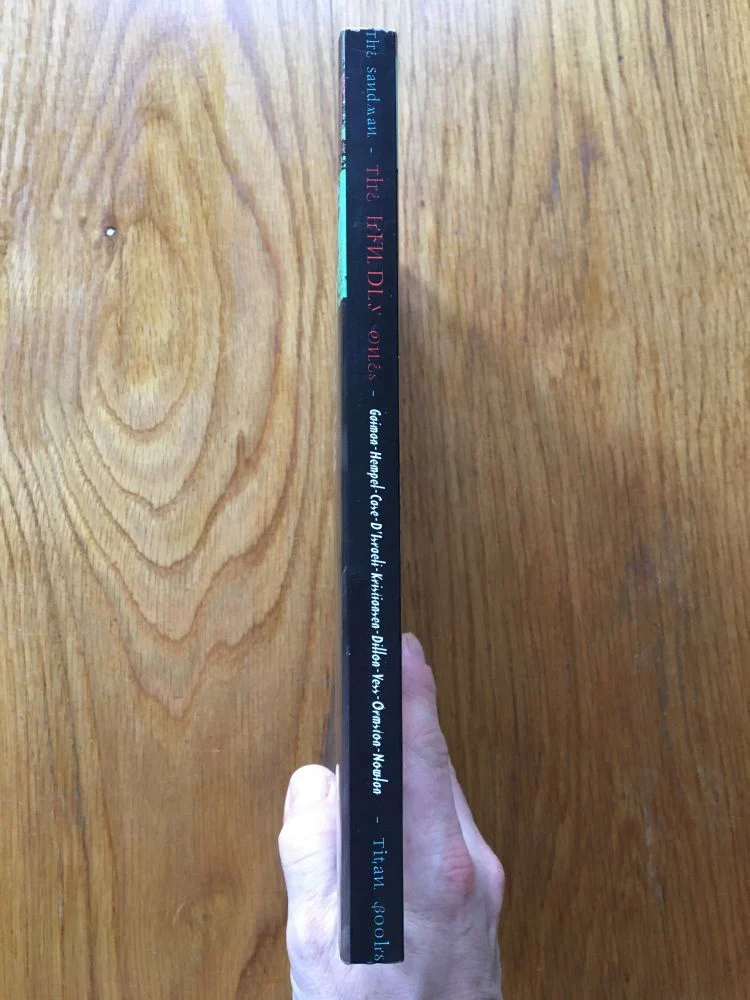 The Sandman - The KINDLY ONEs - Gaiman-Hempel-Case-D'Israeli-Kristiansen-Dillon-Vess-Ormston-Nowlan - Titan Books